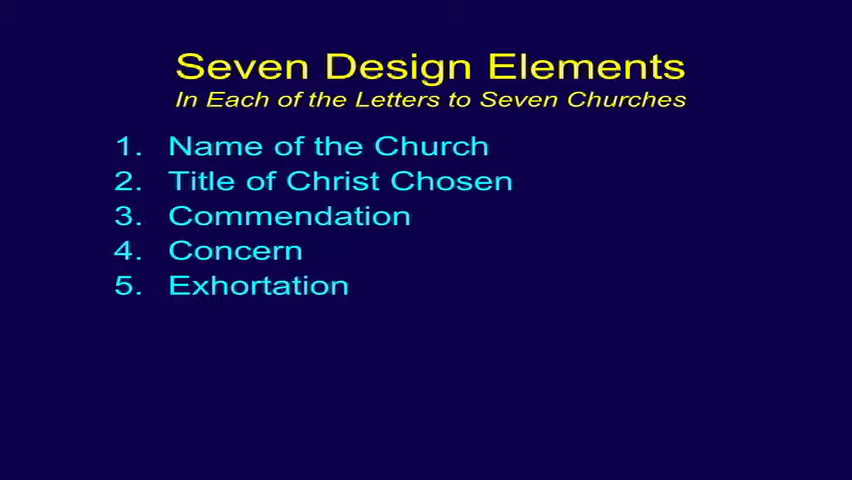 Seven Design Elements
In Each of the Letters to Seven Churches
1. Name of the Church
2. Title of Christ Chosen
3. Commendation
4. Concern
5. Exhortation